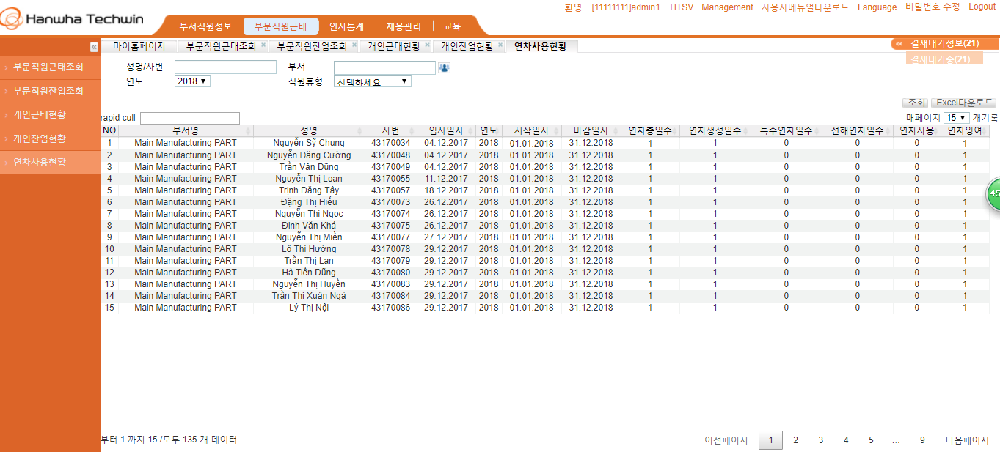 환영 [11111111]admin1 HTSV Management 사용자메뉴얼다운로드 Language 비밀번호 수정 Logout
Hanwha Techwin
부서직원정보 부문직원근태 인사통계 채용관리 교육
« 마이홈페이지 부문직원근태조회 × 부문직원잔업조회 × 개인근태현황 × 개인잔업현황 × 연차사용현황
«« 결재대기정보(21)
결재대기중(21)
부문직원근태조회
부문직원잔업조회
개인근태현황
개인잔업현황
연차사용현황
성명/사번 부서
연도 2018 ▼ 직원휴형 선택하세요 ▼
조회 Excel다운로드
rapid cull 매페이지 15 ▼ 개기록
NO 부서명 성명 사번 입사일자 연도 시작일자 마감일자 연차총일수 연차생성일수 특수연차일수 전해연차일수 연차사용 연차잉여
1 Main Manufacturing PART Nguyễn Sỹ Chung 43170034 04.12.2017 2018 01.01.2018 31.12.2018 1 1 0 0 0 1
2 Main Manufacturing PART Nguyễn Đăng Cường 43170048 04.12.2017 2018 01.01.2018 31.12.2018 1 1 0 0 0 1
3 Main Manufacturing PART Trần Văn Dũng 43170049 04.12.2017 2018 01.01.2018 31.12.2018 1 1 0 0 0 1
4 Main Manufacturing PART Nguyễn Thị Loan 43170055 11.12.2017 2018 01.01.2018 31.12.2018 1 1 0 0 0 1
5 Main Manufacturing PART Trịnh Đăng Tây 43170057 18.12.2017 2018 01.01.2018 31.12.2018 1 1 0 0 0 1
6 Main Manufacturing PART Đặng Thị Hiếu 43170073 26.12.2017 2018 01.01.2018 31.12.2018 1 1 0 0 0 1
7 Main Manufacturing PART Nguyễn Thị Ngọc 43170074 26.12.2017 2018 01.01.2018 31.12.2018 1 1 0 0 0 1
8 Main Manufacturing PART Đinh Văn Khá 43170075 26.12.2017 2018 01.01.2018 31.12.2018 1 1 0 0 0 1
9 Main Manufacturing PART Nguyễn Thị Miền 43170077 27.12.2017 2018 01.01.2018 31.12.2018 1 1 0 0 0 1
10 Main Manufacturing PART Lô Thị Hường 43170078 29.12.2017 2018 01.01.2018 31.12.2018 1 1 0 0 0 1
11 Main Manufacturing PART Trần Thị Lan 43170079 29.12.2017 2018 01.01.2018 31.12.2018 1 1 0 0 0 1
12 Main Manufacturing PART Hà Tiến Dũng 43170080 29.12.2017 2018 01.01.2018 31.12.2018 1 1 0 0 0 1
13 Main Manufacturing PART Nguyễn Thị Huyền 43170083 29.12.2017 2018 01.01.2018 31.12.2018 1 1 0 0 0 1
14 Main Manufacturing PART Trần Thị Xuân Ngà 43170084 29.12.2017 2018 01.01.2018 31.12.2018 1 1 0 0 0 1
15 Main Manufacturing PART Lý Thị Nội 43170086 29.12.2017 2018 01.01.2018 31.12.2018 1 1 0 0 0 1
45
부터 1 까지 15 /모두 135 개 데이터
이전페이지 1 2 3 4 5 … 9 다음페이지